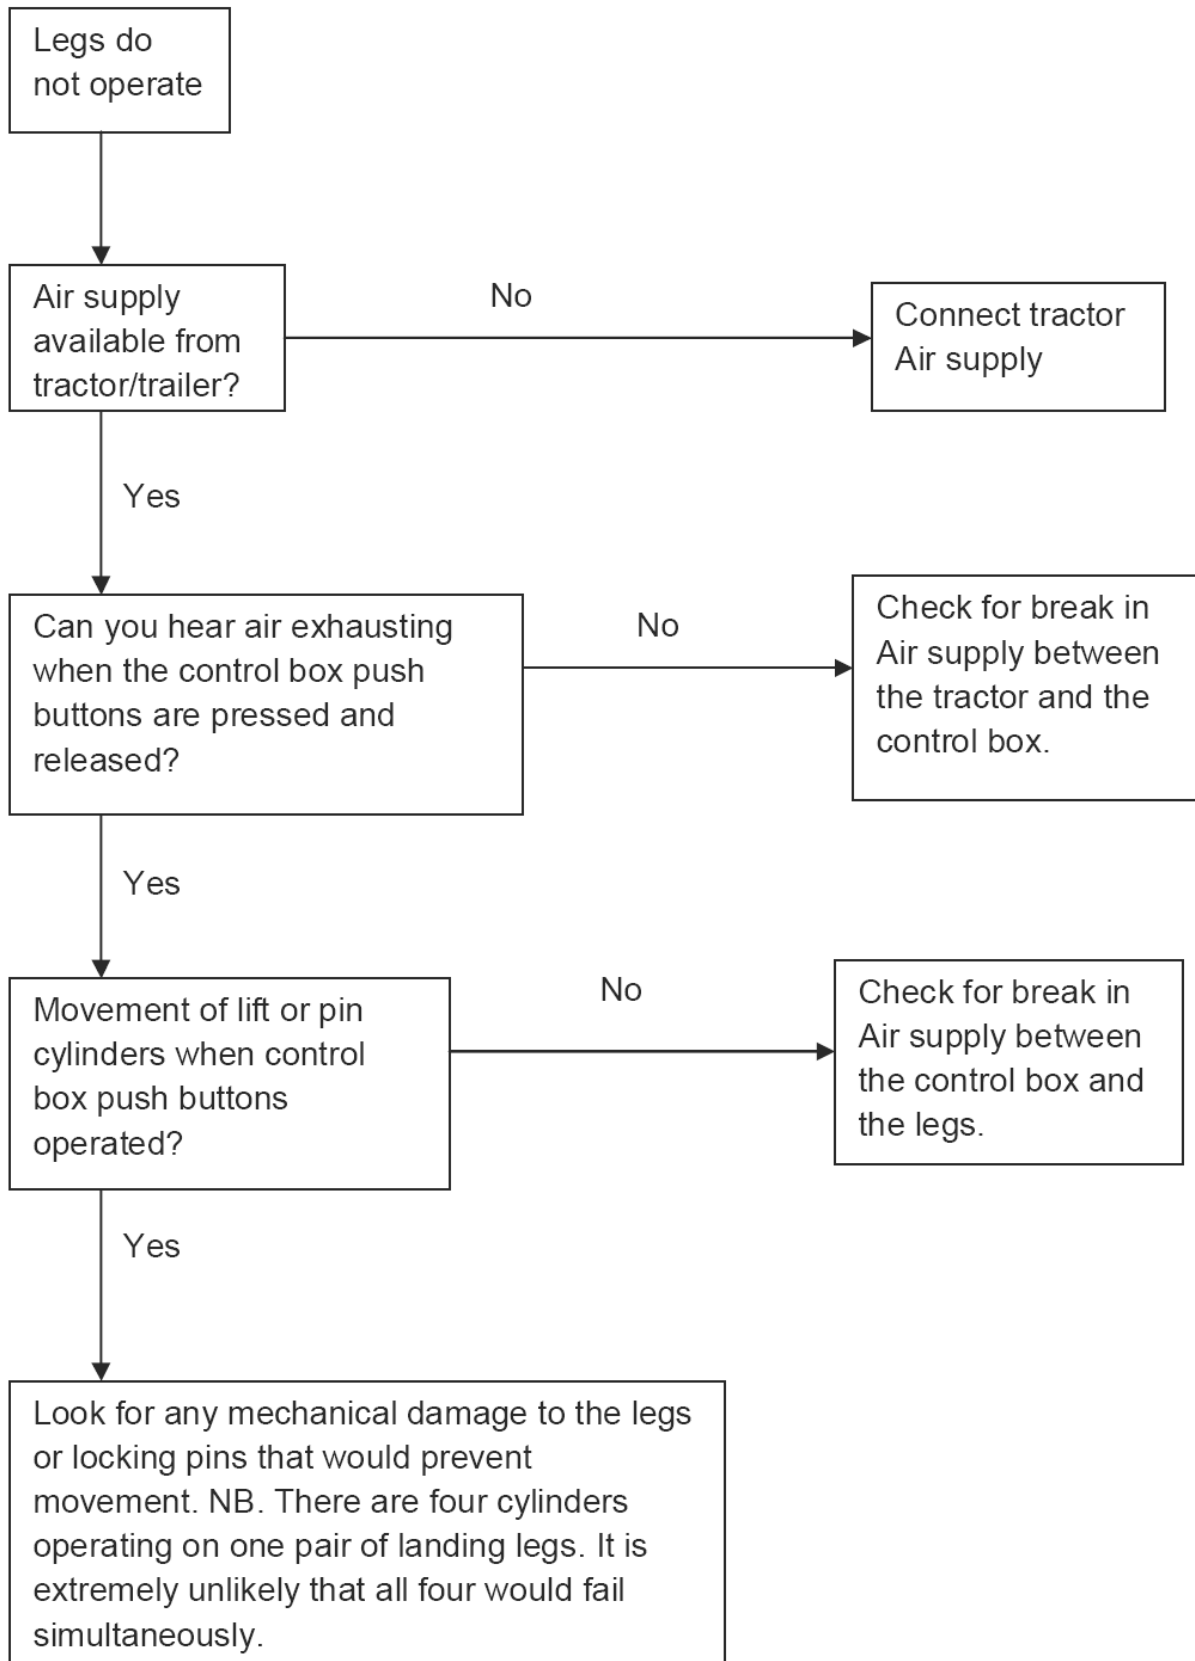 Legs do
not operate
Air supply
available from
tractor/trailer?
No
Connect tractor
Air supply
Yes
Can you hear air exhausting
when the control box push
buttons are pressed and
released?
No
Check for break in
Air supply between
the tractor and the
control box.
Yes
Movement of lift or pin
cylinders when control
box push buttons
operated?
No
Check for break in
Air supply between
the control box and
the legs.
Yes
Look for any mechanical damage to the legs
or locking pins that would prevent
movement. NB. There are four cylinders
operating on one pair of landing legs. It is
extremely unlikely that all four would fail
simultaneously.